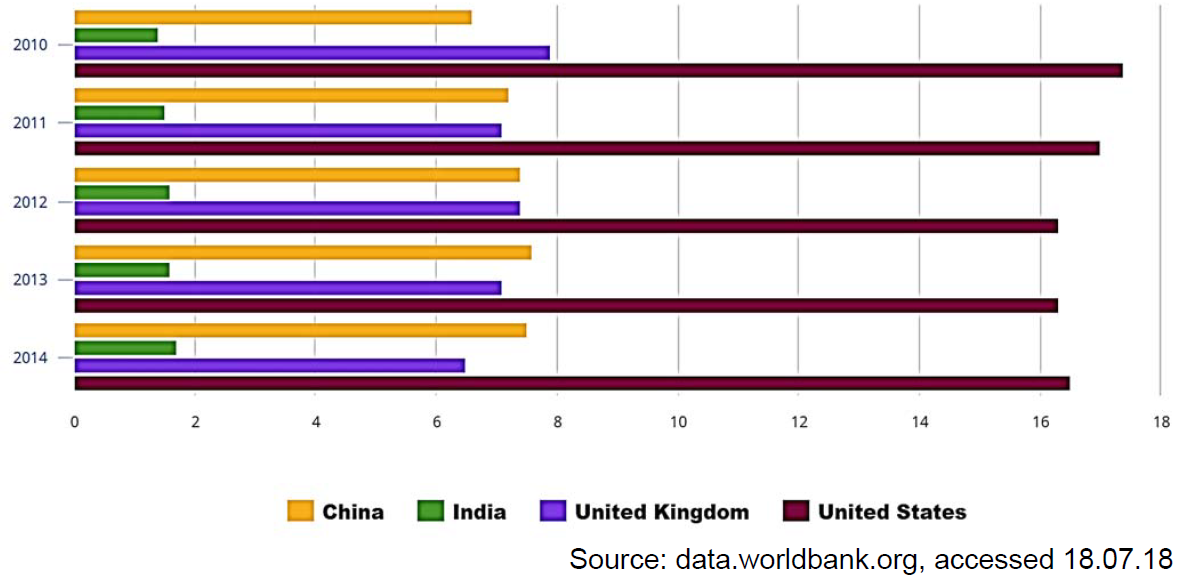 2010
2011
2012
2013
2014
0 2 4 6 8 10 12 14 16 18
China India United Kingdom United States
Source: data.worldbank.org, accessed 18.07.18